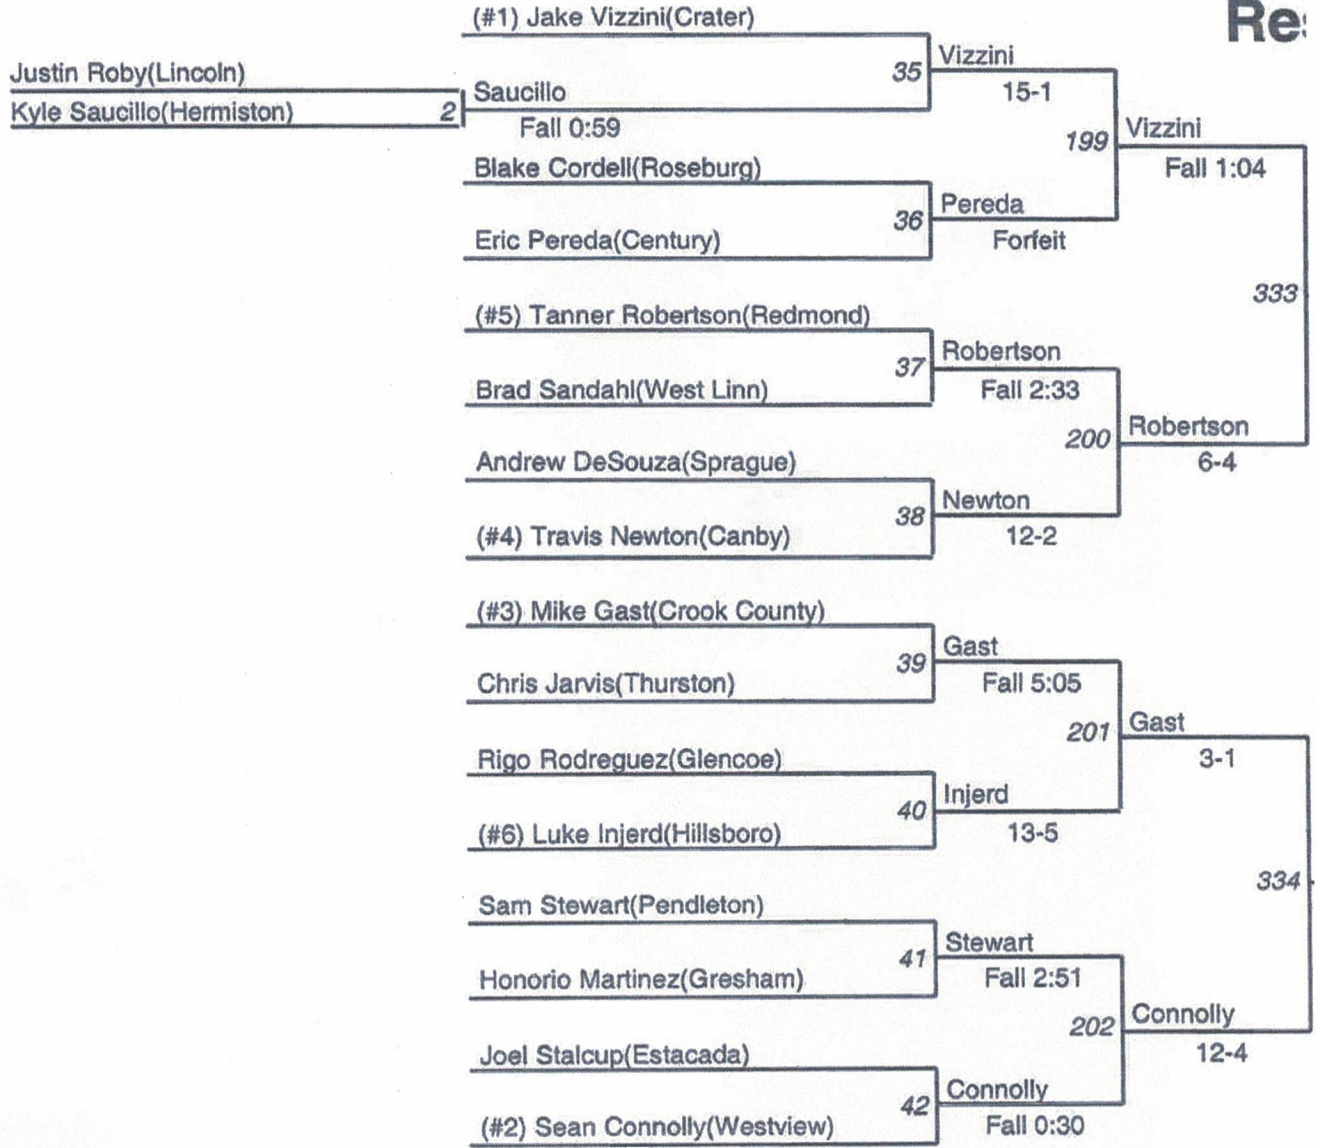 (#1) Jake Vizzini(Crater)
Justin Roby(Lincoln)
Kyle Saucillo(Hermiston)
2
Saucillo
Fall 0:59
35
Vizzini
15-1
Blake Cordell(Roseburg)
Eric Pereda(Century)
36
Pereda
Forfeit
199
Vizzini
Fall 1:04
(#5) Tanner Robertson(Redmond)
Brad Sandahl(West Linn)
37
Robertson
Fall 2:33
Andrew DeSouza(Sprague)
(#4) Travis Newton(Canby)
38
Newton
12-2
200
Robertson
6-4
333
(#3) Mike Gast(Crook County)
Chris Jarvis(Thurston)
39
Gast
Fall 5:05
Rigo Rodreguez(Glencoe)
(#6) Luke Injerd(Hillsboro)
40
Injerd
13-5
201
Gast
3-1
Sam Stewart(Pendleton)
Honorio Martinez(Gresham)
41
Stewart
Fall 2:51
Joel Stalcup(Estacada)
(#2) Sean Connolly(Westview)
42
Connolly
Fall 0:30
202
Connolly
12-4
334